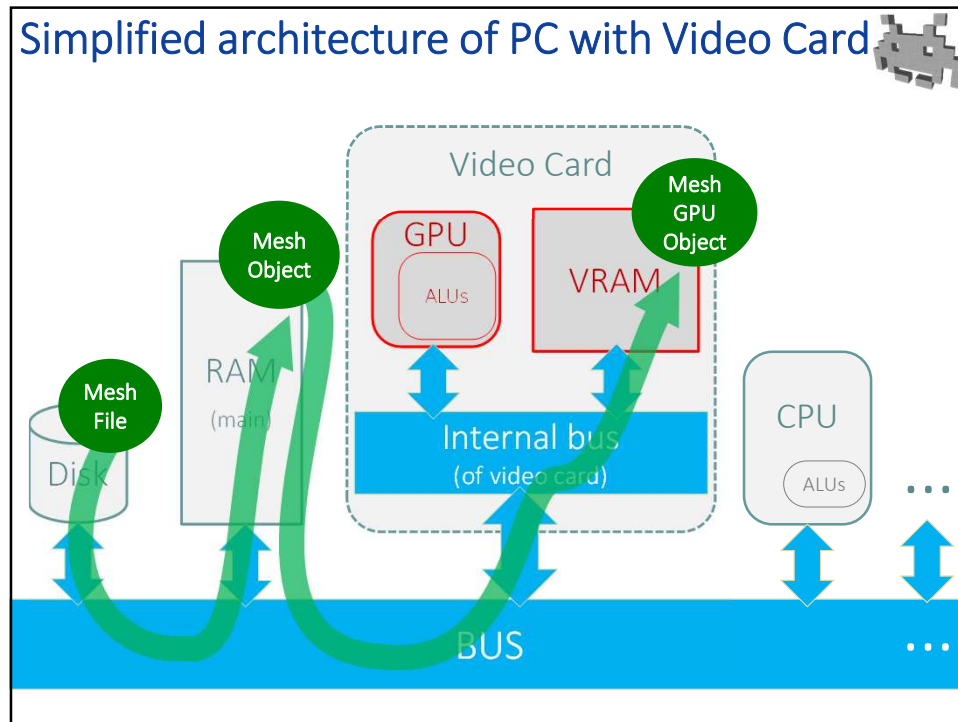 Simplified architecture of PC with Video Card
Video Card
Mesh
GPU
Object
Mesh
Object
GPU
ALUs
VRAM
RAM
(main)
Mesh
File
Disk
Internal bus
(of video card)
CPU
ALUs
...
BUS
...